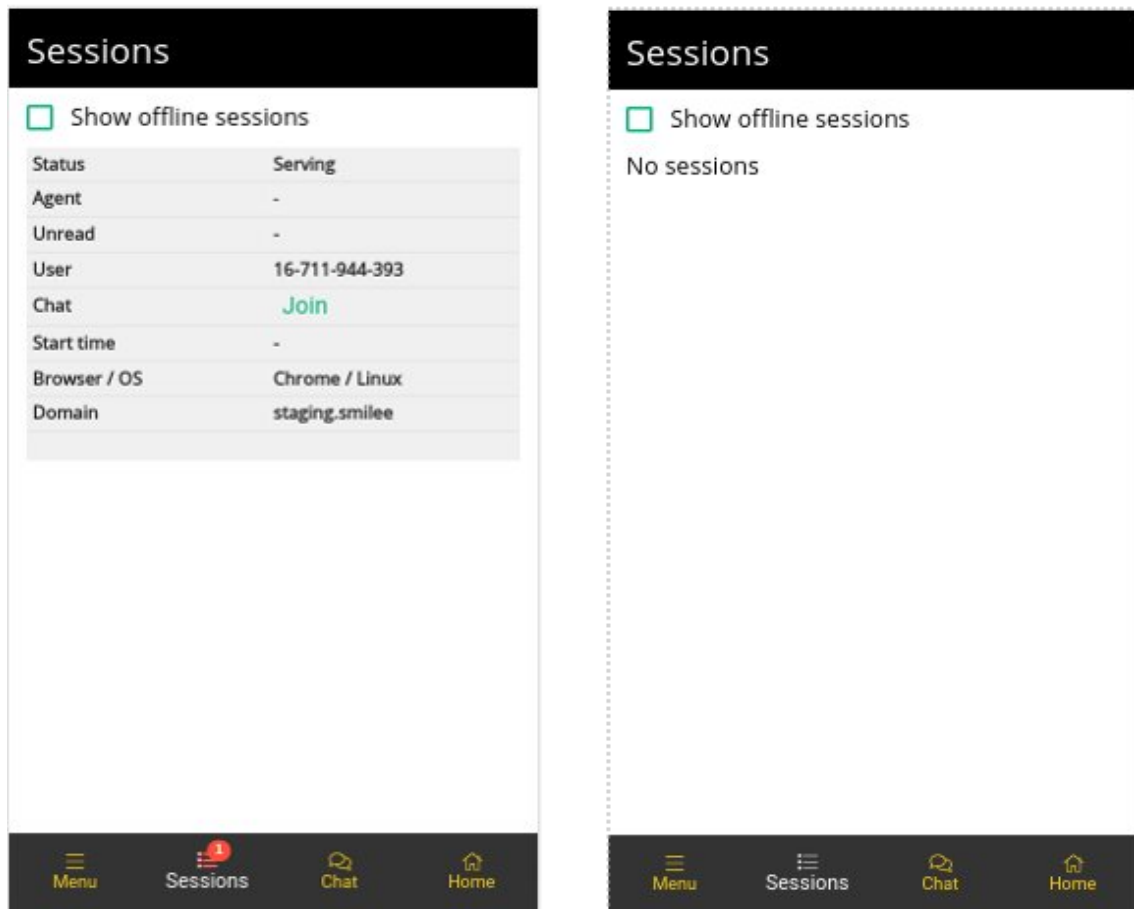 Sessions
Show offline sessions
Status Serving
Agent -
Unread -
User 16-711-944-393
Chat Join
Start time -
Browser / OS Chrome / Linux
Domain staging.smilee
1
Menu Sessions Chat Home
Sessions
Show offline sessions
No sessions
Menu Sessions Chat Home